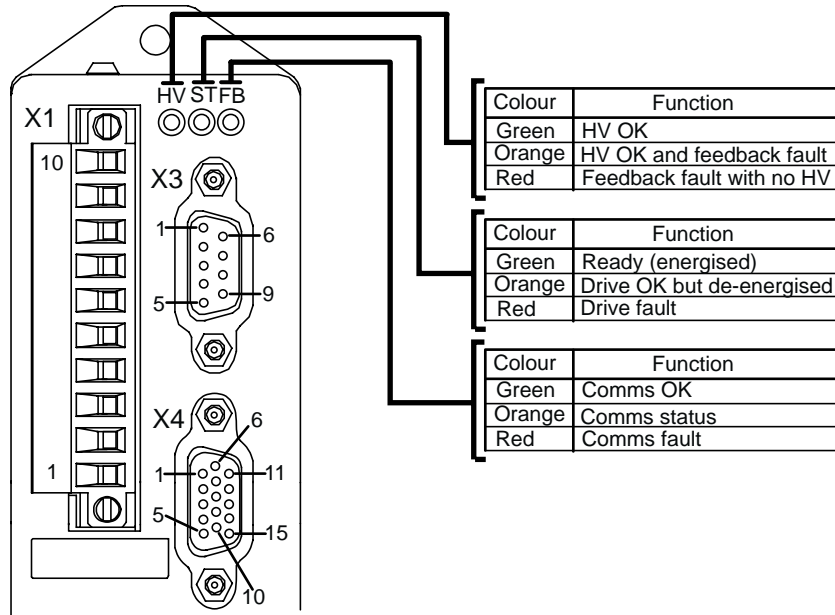 HV ST FB
X1
10
1
X3
1
6
5
9
X4
6
1
11
5
15
10
Colour Function
Green HV OK
Orange HV OK and feedback fault
Red Feedback fault with no HV
Colour Function
Green Ready (energised)
Orange Drive OK but de-energised
Red Drive fault
Colour Function
Green Comms OK
Orange Comms status
Red Comms fault